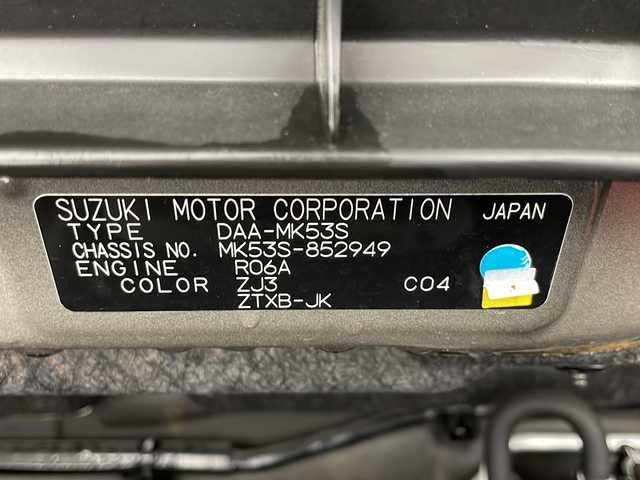 SUZUKI MOTOR CORPORATION JAPAN
TYPE DAA-MK53S
CHASSIS NO. MK53S-852949
ENGINE R06A
COLOR ZJ3 C04
ZTXB-JK